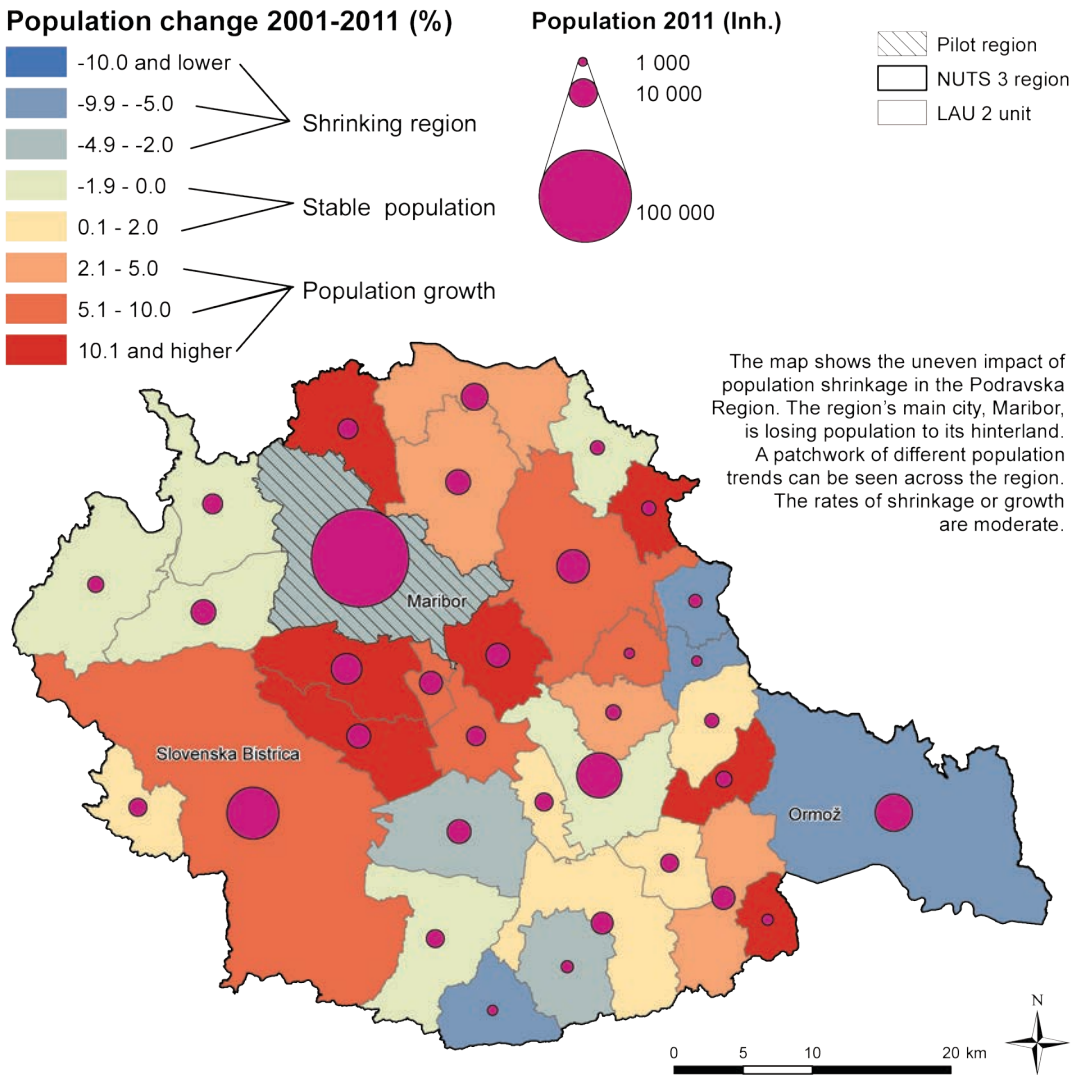 Population change 2001-2011 (%)
-10.0 and lower
-9.9 - -5.0
-4.9 - -2.0
-1.9 - 0.0
0.1 - 2.0
2.1 - 5.0
5.1 - 10.0
10.1 and higher
Shrinking region
Stable population
Population growth
Population 2011 (Inh.)
1 000
10 000
100 000
Pilot region
NUTS 3 region
LAU 2 unit
The map shows the uneven impact of
population shrinkage in the Podravska
Region. The region's main city, Maribor,
is losing population to its hinterland.
A patchwork of different population
trends can be seen across the region.
The rates of shrinkage or growth
are moderate.
Maribor
Slovenska Bistrica
Ormož
N
0 5 10 20 km